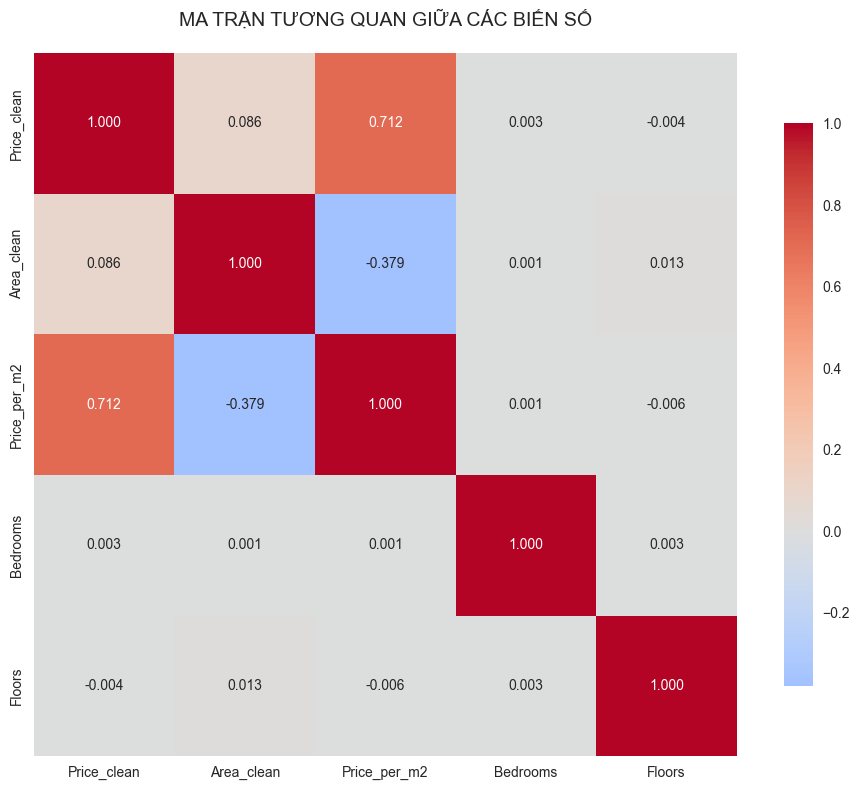 MA TRẬN TƯƠNG QUAN GIỮA CÁC BIẾN SỐ
Price_clean 1.000 0.086 0.712 0.003 -0.004
Area_clean 0.086 1.000 -0.379 0.001 0.013
Price_per_m2 0.712 -0.379 1.000 0.001 -0.006
Bedrooms 0.003 0.001 0.001 1.000 0.003
Floors -0.004 0.013 -0.006 0.003 1.000
Price_clean Area_clean Price_per_m2 Bedrooms Floors
1.0
0.8
0.6
0.4
0.2
0.0
−0.2